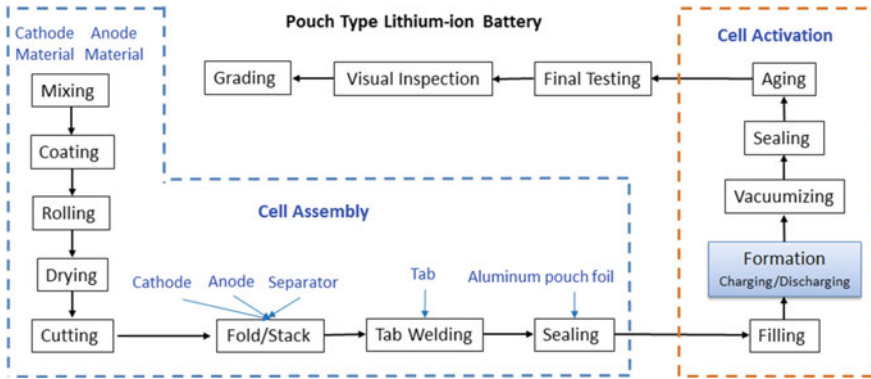 Pouch Type Lithium-ion Battery
Cathode Material
Anode Material
Mixing
Coating
Rolling
Drying
Cutting
Cell Assembly
Cathode
Anode
Separator
Fold/Stack
Tab
Tab Welding
Aluminum pouch foil
Sealing
Cell Activation
Filling
Formation
Charging/Discharging
Vacuumizing
Sealing
Aging
Final Testing
Visual Inspection
Grading